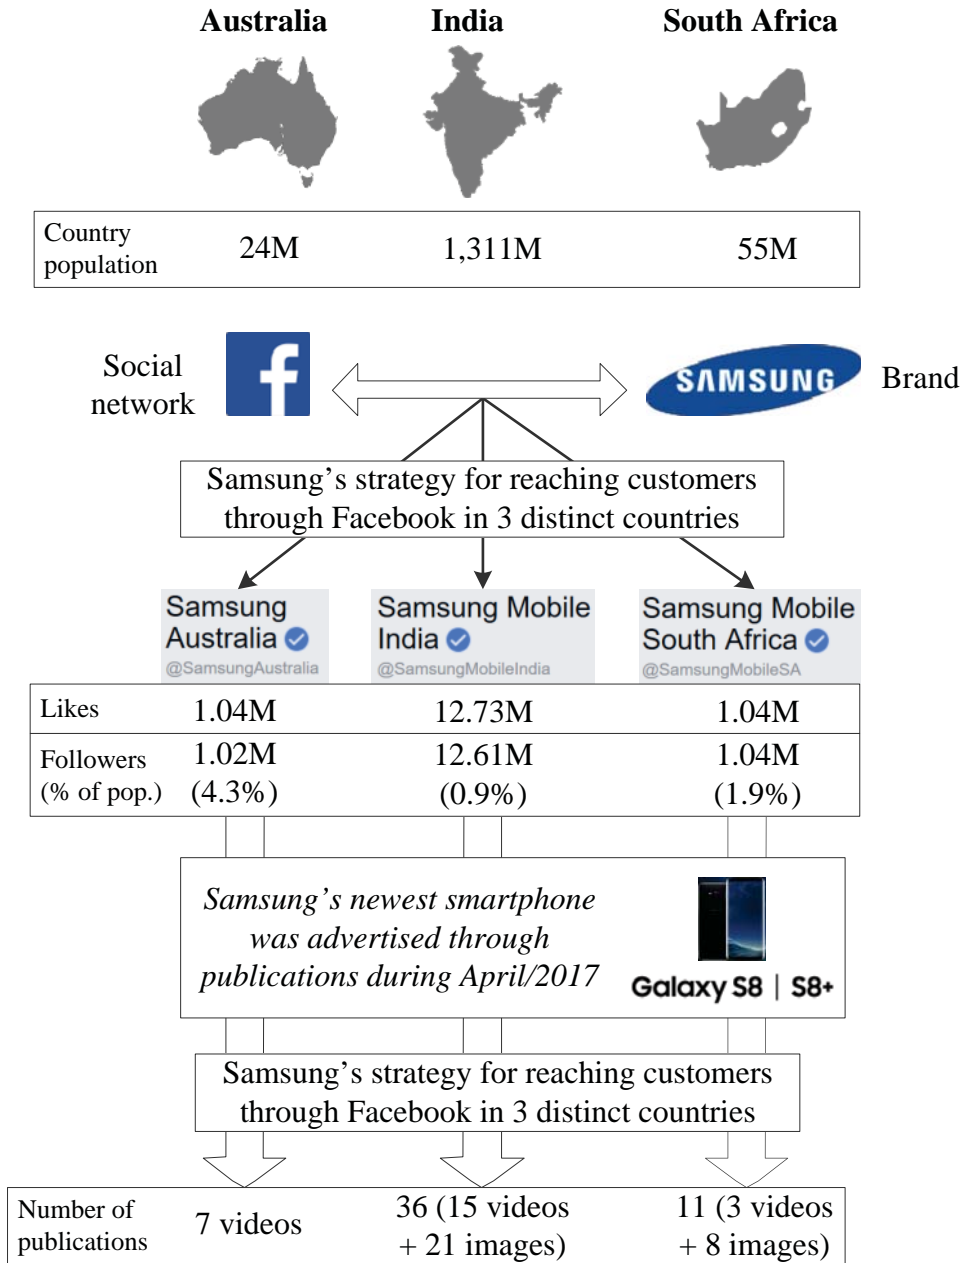 Australia
India
South Africa
Country
population
24M
1,311M
55M
Social
network
f
SAMSUNG
Brand
Samsung’s strategy for reaching customers
through Facebook in 3 distinct countries
Samsung
Australia
@SamsungAustralia
Samsung Mobile
India
@SamsungMobileIndia
Samsung Mobile
South Africa
@SamsungMobileSA
Likes
1.04M
12.73M
1.04M
Followers
(% of pop.)
1.02M
(4.3%)
12.61M
(0.9%)
1.04M
(1.9%)
Samsung’s newest smartphone
was advertised through
publications during April/2017
Galaxy S8 | S8+
Samsung’s strategy for reaching customers
through Facebook in 3 distinct countries
Number of
publications
7 videos
36 (15 videos
+ 21 images)
11 (3 videos
+ 8 images)